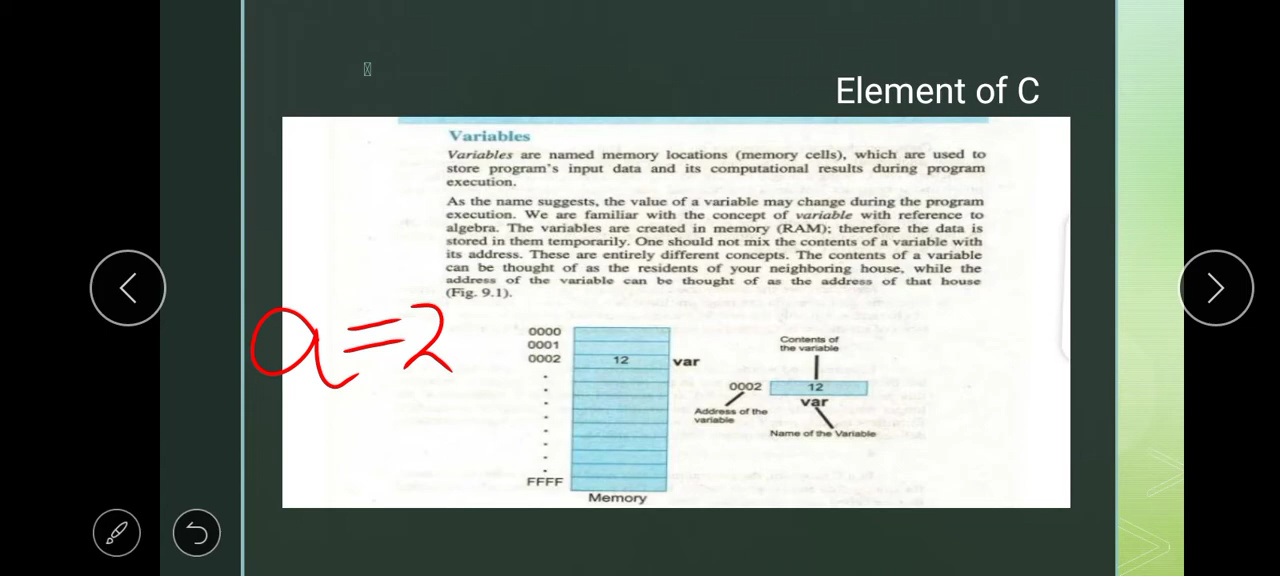 Element of C
Variables
Variables are named memory locations (memory cells), which are used to
store program's input data and its computational results during program
execution.
As the name suggests, the value of a variable may change during the program
execution. We are familiar with the concept of variable with reference to
algebra. The variables are created in memory (RAM); therefore the data is
stored in them temporarily. One should not mix the contents of a variable with
its address. These are entirely different concepts. The contents of a variable
can be thought of as the residents of your neighboring house, while the
address of the variable can be thought of as the address of that house
(Fig. 9.1).
a=2
0000
0001
0002 12 var
.
.
.
.
.
.
.
.
FFFF
Memory
Contents of
the variable
0002 12
var
Address of the
variable
Name of the Variable